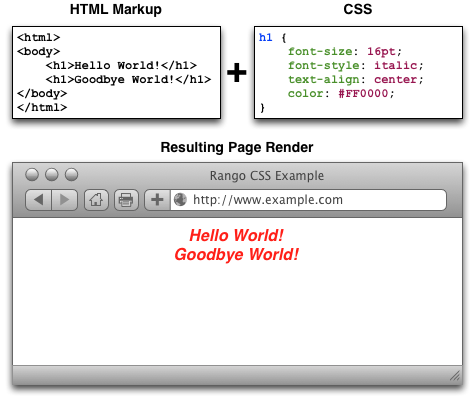 HTML Markup
<html>
<body>
    <h1>Hello World!</h1>
    <h1>Goodbye World!</h1>
</body>
</html>
+
CSS
h1 {
    font-size: 16pt;
    font-style: italic;
    text-align: center;
    color: #FF0000;
}
Resulting Page Render
Rango CSS Example
http://www.example.com
Hello World!
Goodbye World!